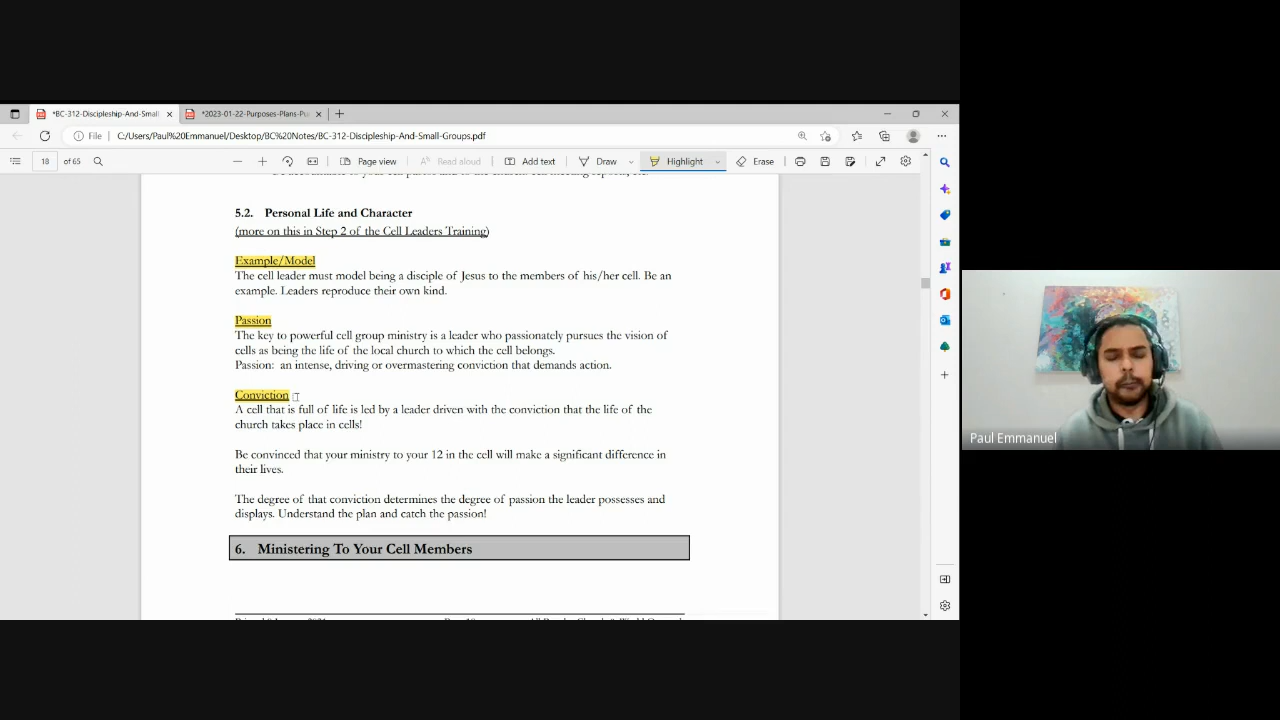 *BC-312-Discipleship-And-Small
*2023-01-22-Purposes-Plans-Pu
File
C:/Users/Paul%20Emmanuel/Desktop/BC%20Notes/BC-312-Discipleship-And-Small-Groups.pdf
18 of 65
Page view
Read aloud
Add text
Draw
Highlight
Erase
5.2. Personal Life and Character
(more on this in Step 2 of the Cell Leaders Training)
Example/Model
The cell leader must model being a disciple of Jesus to the members of his/her cell. Be an
example. Leaders reproduce their own kind.
Passion
The key to powerful cell group ministry is a leader who passionately pursues the vision of
cells as being the life of the local church to which the cell belongs.
Passion: an intense, driving or overmastering conviction that demands action.
Conviction
A cell that is full of life is led by a leader driven with the conviction that the life of the
church takes place in cells!
Be convinced that your ministry to your 12 in the cell will make a significant difference in
their lives.
The degree of that conviction determines the degree of passion the leader possesses and
displays. Understand the plan and catch the passion!
6. Ministering To Your Cell Members
Paul Emmanuel